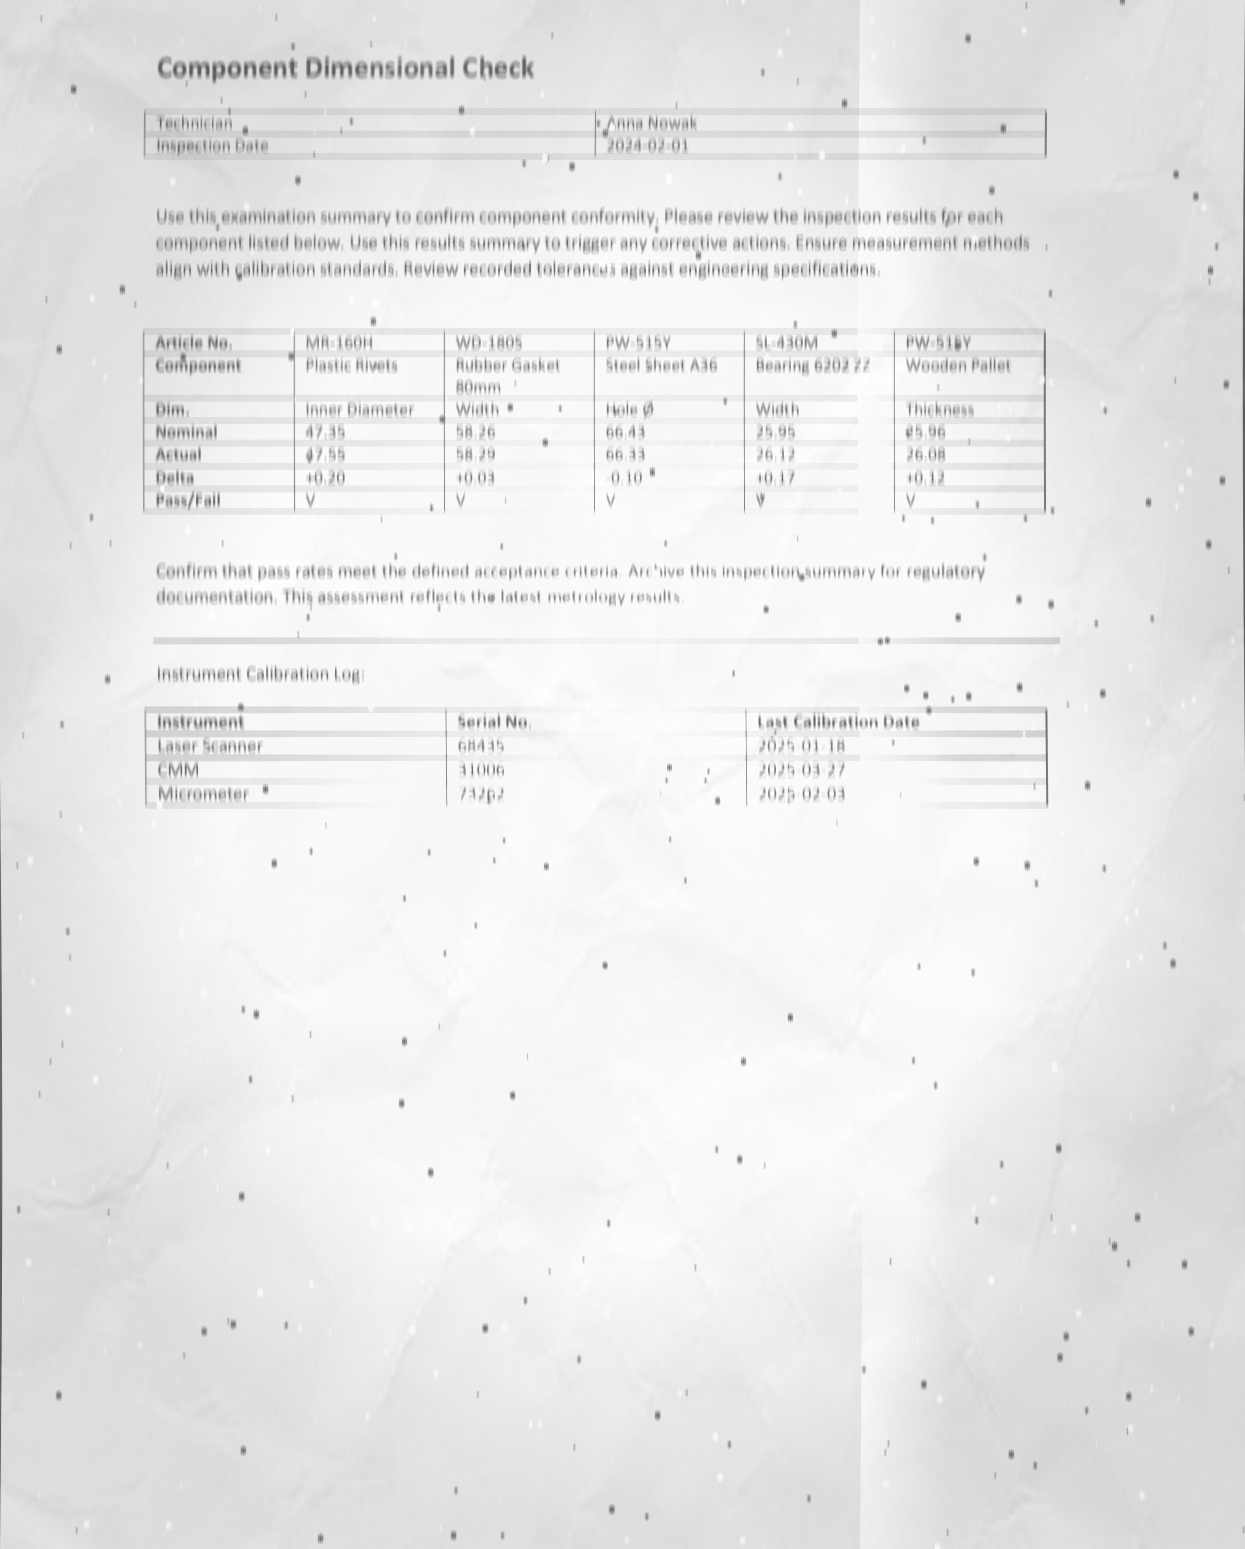 Component Dimensional Check
Technician Anna Nowak
Inspection Date 2024-02-01
Use this examination summary to confirm component conformity. Please review the inspection results for each
component listed below. Use this results summary to trigger any corrective actions. Ensure measurement methods
align with calibration standards. Review recorded tolerances against engineering specifications.
Article No. MR-160H WD-180S PW-515Y SL-430M PW-515Y
Component Plastic Rivets Rubber Gasket Steel Sheet A36 Bearing 6202 ZZ Wooden Pallet
80mm
Dim. Inner Diameter Width Hole Ø Width Thickness
Nominal 47.35 58.26 66.43 25.95 25.96
Actual 47.55 58.29 66.33 26.12 26.08
Delta +0.20 +0.03 -0.10 +0.17 +0.12
Pass/Fail V V V V V
Confirm that pass rates meet the defined acceptance criteria. Archive this inspection summary for regulatory
documentation. This assessment reflects the latest metrology results.
Instrument Calibration Log:
Instrument Serial No. Last Calibration Date
Laser Scanner 68435 2025-01-18
CMM 31006 2025-03-27
Micrometer 2025-02-03